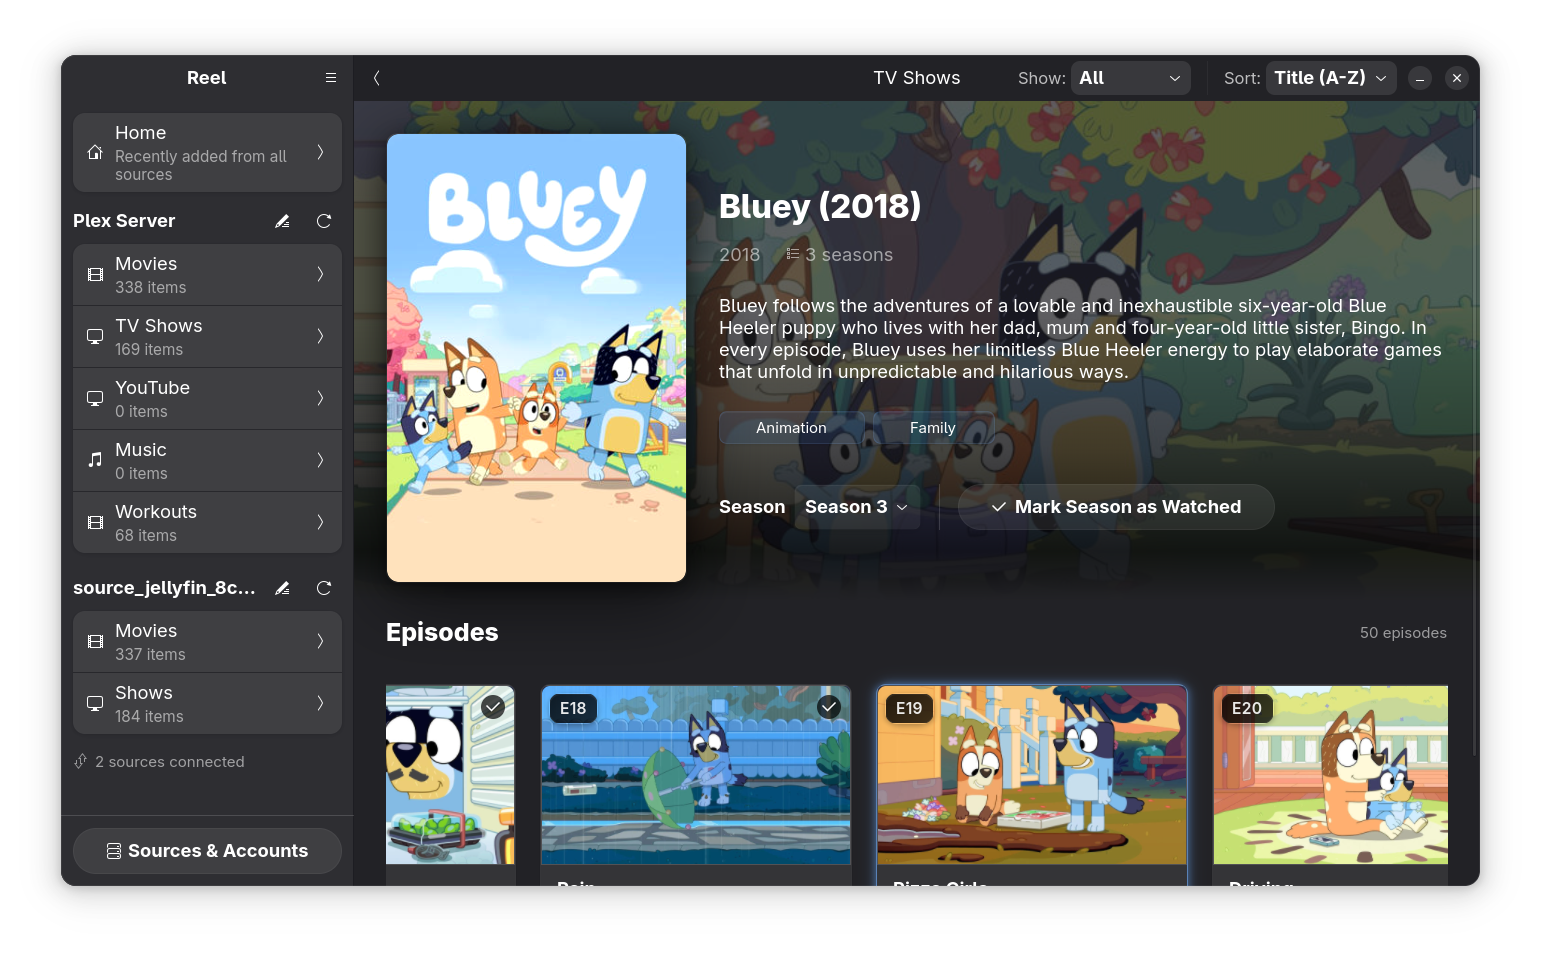 Reel
TV Shows
Show: All
Sort: Title (A-Z)
Home
Recently added from all
sources
Plex Server
Movies
338 items
TV Shows
169 items
YouTube
0 items
Music
0 items
Workouts
68 items
source_jellyfin_8c...
Movies
337 items
Shows
184 items
2 sources connected
Sources & Accounts
BLUEY
Bluey (2018)
2018 3 seasons
Bluey follows the adventures of a lovable and inexhaustible six-year-old Blue
Heeler puppy who lives with her dad, mum and four-year-old little sister, Bingo. In
every episode, Bluey uses her limitless Blue Heeler energy to play elaborate games
that unfold in unpredictable and hilarious ways.
Animation Family
Season Season 3 Mark Season as Watched
Episodes
50 episodes
E18
E19
E20
Rain
Pizza Girls
Driving